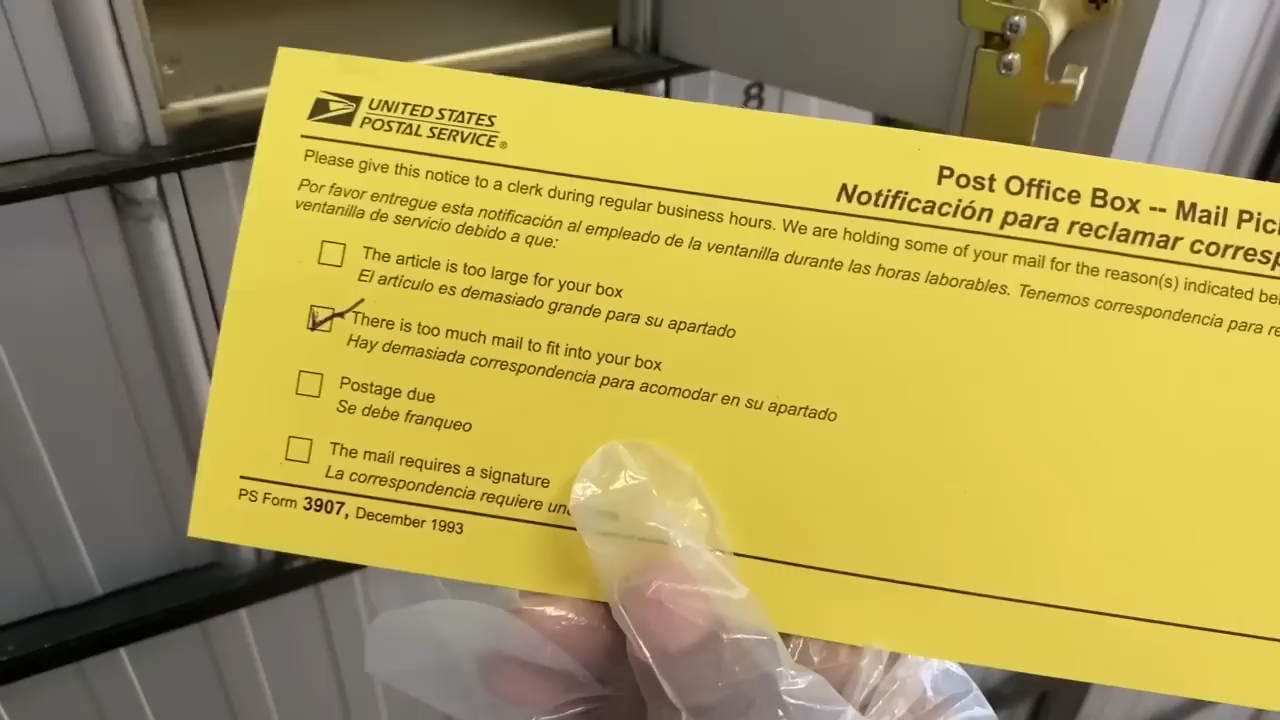 8
UNITED STATES
POSTAL SERVICE®
Post Office Box -- Mail
Notificación para reclamar
Please give this notice to a clerk during regular business hours. We are holding some of your mail for the reason(s) indicated
Por favor entregue esta notificación al empleado de la ventanilla durante las horas laborables. Tenemos correspondencia para
ventanilla de servicio debido a que:
The article is too large for your box
El artículo es demasiado grande para su apartado
There is too much mail to fit into your box
Hay demasiada correspondencia para acomodar en su apartado
Postage due
Se debe franqueo
The mail requires a signature
La correspondencia requiere
PS Form 3907, December 1993